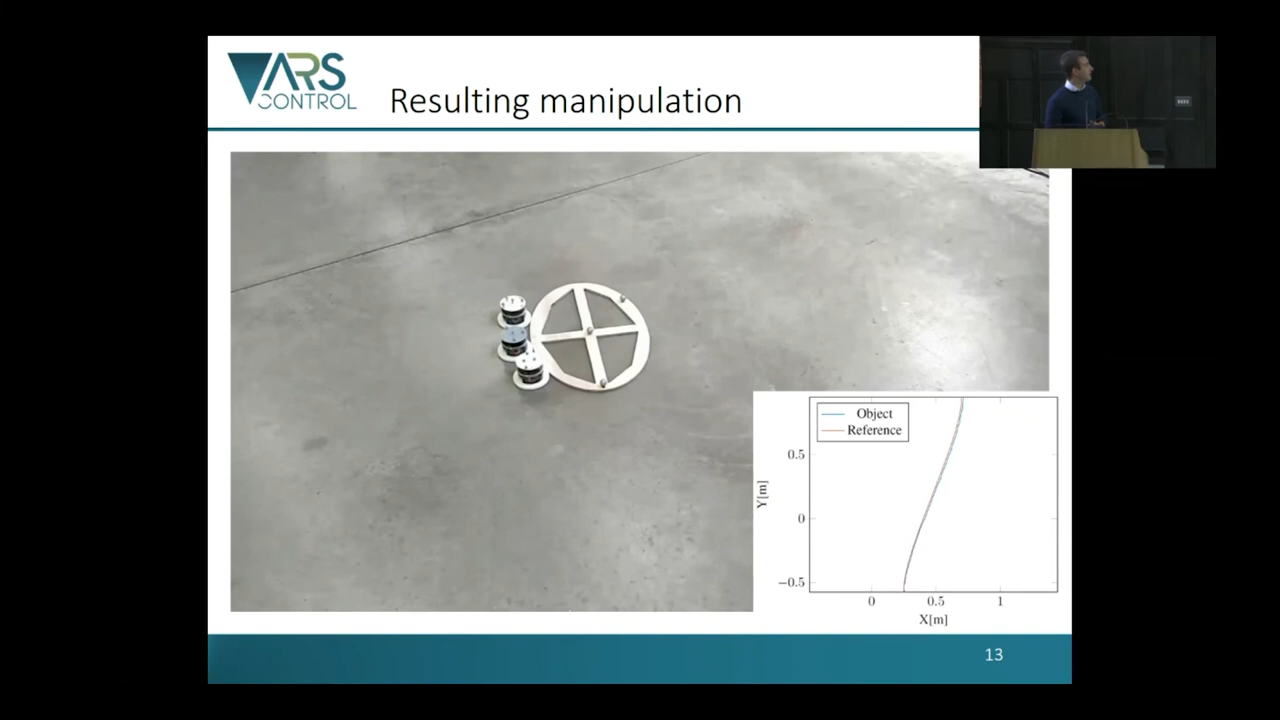 ARS
CONTROL
Resulting manipulation
Object
Reference
0.5
0
−0.5
Y[m]
0
0.5
1
X[m]
13